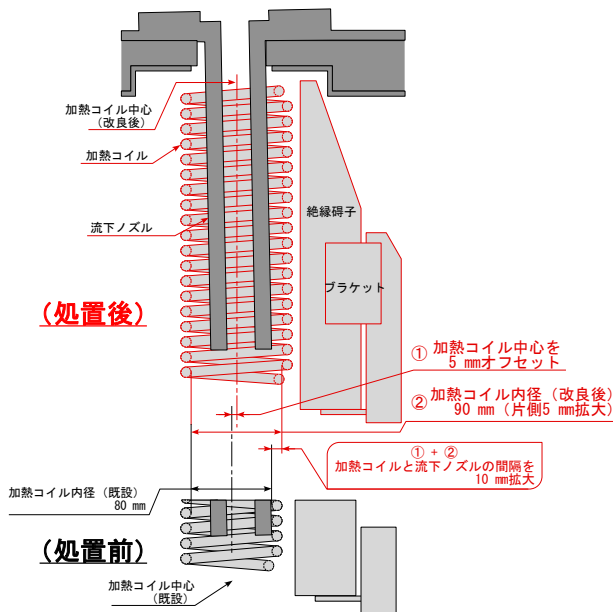 加熱コイル中心
(改良後)
加熱コイル
流下ノズル
絶縁碍子
ブラケット
(処置後)
① 加熱コイル中心を
5 mmオフセット
② 加熱コイル内径（改良後）
90 mm（片側5 mm拡大）
① + ②
加熱コイルと流下ノズルの間隔を
10 mm拡大
加熱コイル内径（既設）
80 mm
(処置前)
加熱コイル中心
(既設)